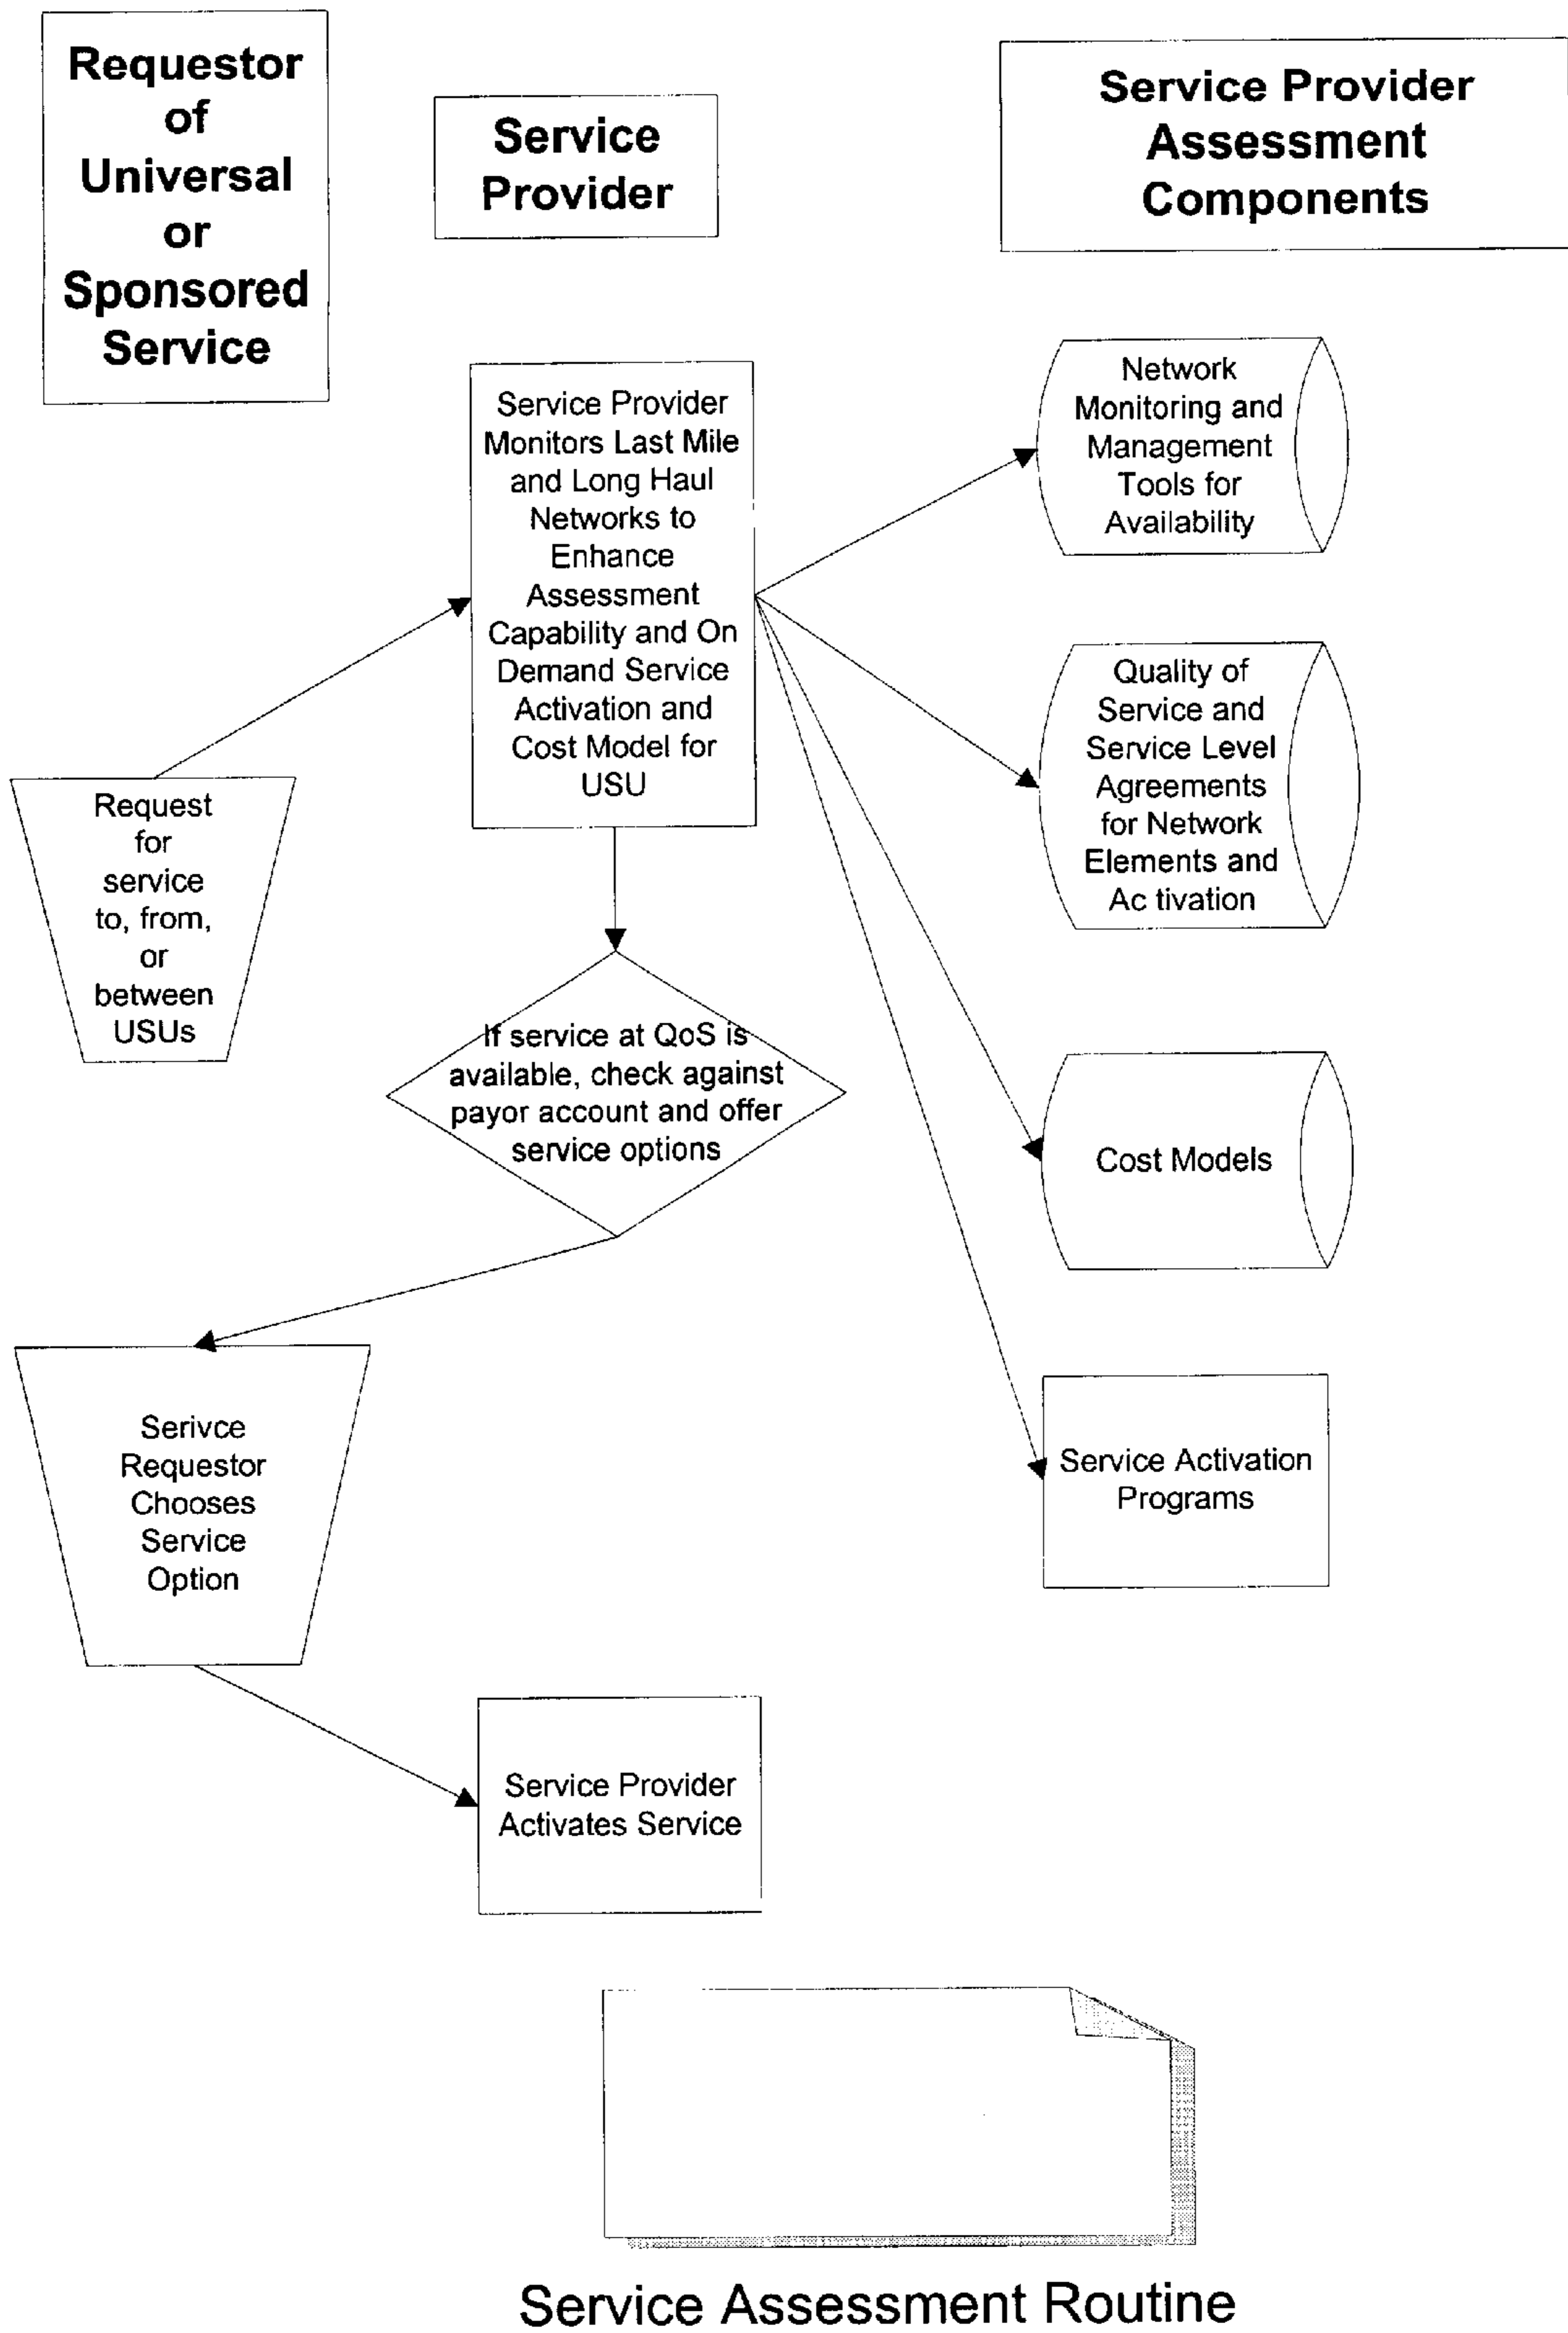 Requestor
of
Universal
or
Sponsored
Service
Service
Provider
Service Provider
Assessment
Components
Service Provider
Monitors Last Mile
and Long Haul
Networks to
Enhance
Assessment
Capability and On
Demand Service
Activation and
Cost Model for
USU
Network
Monitoring and
Management
Tools for
Availability
Quality of
Service and
Service Level
Agreements
for Network
Elements and
Ac tivation
Request
for
service
to, from,
or
between
USUs
If service at QoS is
available, check against
payor account and offer
service options
Cost Models
Serivce
Requestor
Chooses
Service
Option
Service Activation
Programs
Service Provider
Activates Service
Service Assessment Routine